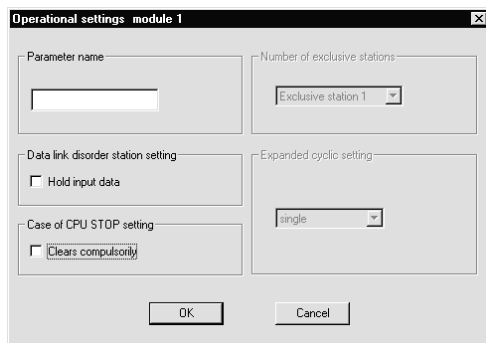 Operational settings module 1
Parameter name
Number of exclusive stations
Exclusive station 1
Data link disorder station setting
Hold input data
Expanded cyclic setting
single
Case of CPU STOP setting
Clears compulsorily
OK
Cancel